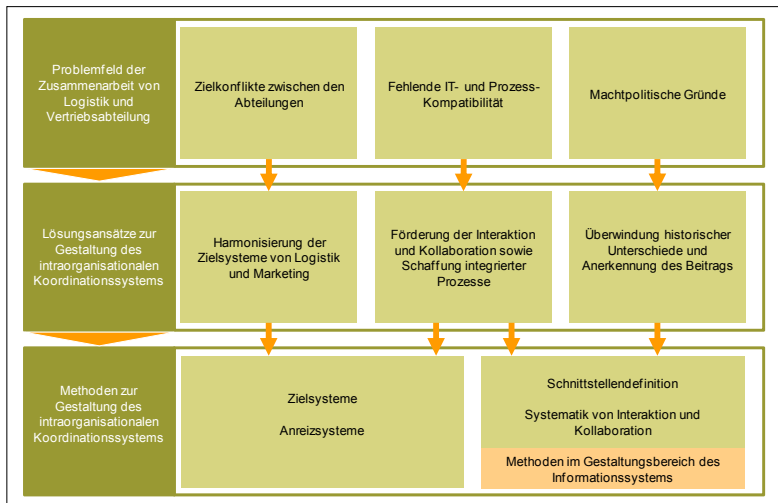 Problemfeld der
Zusammenarbeit von
Logistik und
Vertriebsabteilung
Zielkonflikte zwischen den
Abteilungen
Fehlende IT- und Prozess-
Kompatibilität
Machtpolitische Gründe
Lösungsansätze zur
Gestaltung des
intraorganisationalen
Koordinationssystems
Harmonisierung der
Zielsysteme von Logistik
und Marketing
Förderung der Interaktion
und Kollaboration sowie
Schaffung integrierter
Prozesse
Überwindung historischer
Unterschiede und
Anerkennung des Beitrags
Methoden zur
Gestaltung des
intraorganisationalen
Koordinationssystems
Zielsysteme
Anreizsysteme
Schnittstellendefinition
Systematik von Interaktion und
Kollaboration
Methoden im Gestaltungsbereich des
Informationssystems